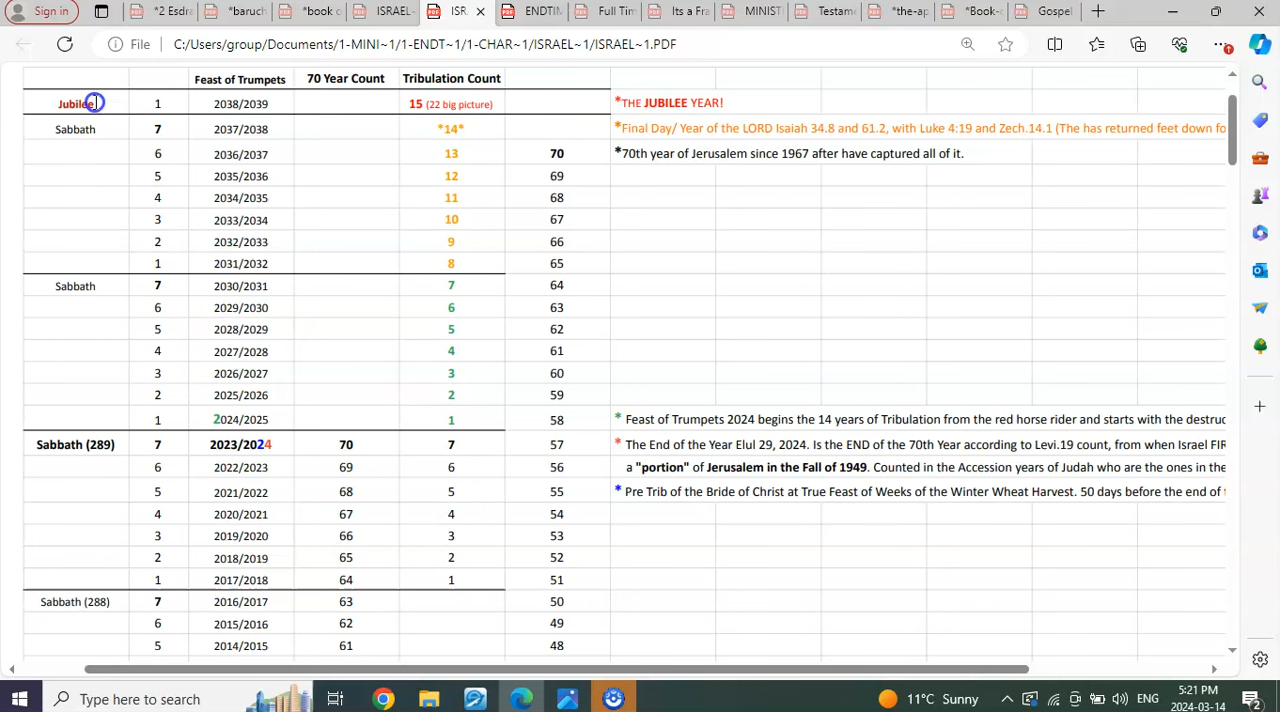 Sign in
*2 Esdra
*baruch
*book o
ISRAEL-
ISR
ENDTIM
Full Tim
Its a Fra
MINIST
Testame
*the-ap
*Book-o
Gospel
File C:/Users/group/Documents/1-MINI~1/1-ENDT~1/1-CHAR~1/ISRAEL~1/ISRAEL~1.PDF
Feast of Trumpets 70 Year Count Tribulation Count
Jubilee 1 2038/2039 15 (22 big picture) *THE JUBILEE YEAR!
Sabbath 7 2037/2038 *14* *Final Day/ Year of the LORD Isaiah 34.8 and 61.2, with Luke 4:19 and Zech.14.1 (The has returned feet down fo
6 2036/2037 13 70 *70th year of Jerusalem since 1967 after have captured all of it.
5 2035/2036 12 69
4 2034/2035 11 68
3 2033/2034 10 67
2 2032/2033 9 66
1 2031/2032 8 65
Sabbath 7 2030/2031 7 64
6 2029/2030 6 63
5 2028/2029 5 62
4 2027/2028 4 61
3 2026/2027 3 60
2 2025/2026 2 59
1 2024/2025 1 58 * Feast of Trumpets 2024 begins the 14 years of Tribulation from the red horse rider and starts with the destruc
Sabbath (289) 7 2023/2024 70 7 57 * The End of the Year Elul 29, 2024. Is the END of the 70th Year according to Levi.19 count, from when Israel FIR
6 2022/2023 69 6 56 a "portion" of Jerusalem in the Fall of 1949. Counted in the Accession years of Judah who are the ones in the
5 2021/2022 68 5 55 * Pre Trib of the Bride of Christ at True Feast of Weeks of the Winter Wheat Harvest. 50 days before the end of t
4 2020/2021 67 4 54
3 2019/2020 66 3 53
2 2018/2019 65 2 52
1 2017/2018 64 1 51
Sabbath (288) 7 2016/2017 63 50
6 2015/2016 62 49
5 2014/2015 61 48
Type here to search
11°C Sunny
ENG
5:21 PM
2024-03-14
2